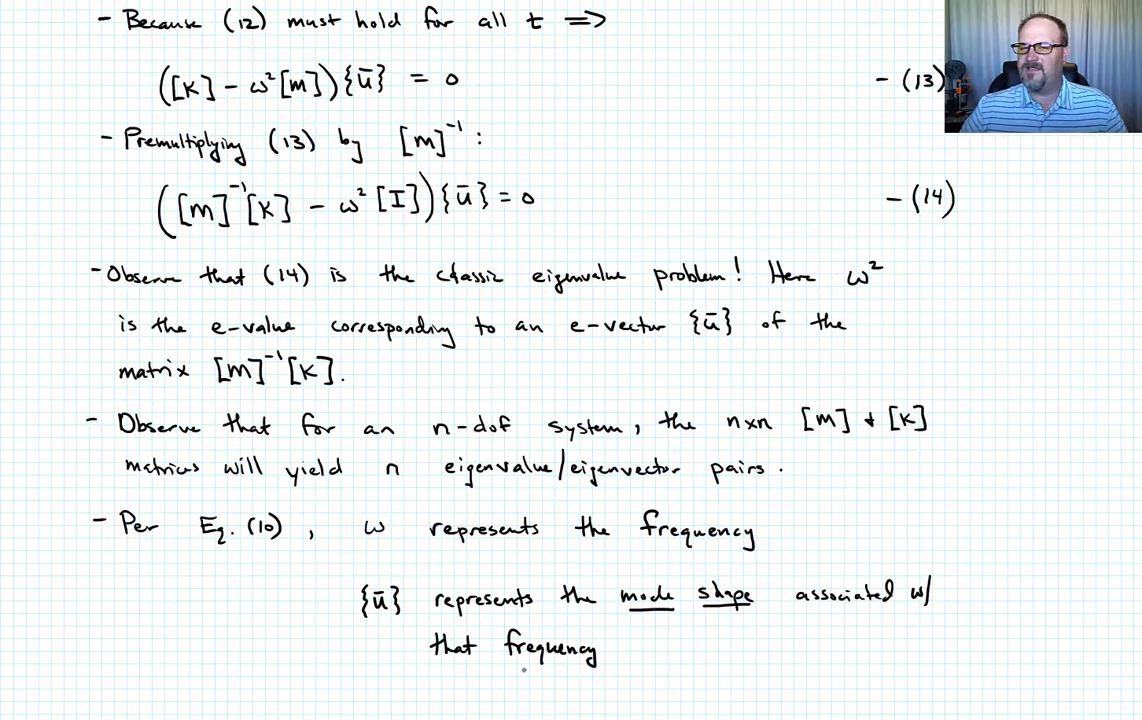 - Because (12) must hold for all t ⇒
([K] - ω²[m]){ū} = 0 - (13)
- Premultiplying (13) by [m]⁻¹:
([m]⁻¹[K] - ω²[I]){ū} = 0 - (14)
- Observe that (14) is the classic eigenvalue problem! Here ω²
is the e-value corresponding to an e-vector {ū} of the
matrix [m]⁻¹[K].
- Observe that for an n-dof system, the nxn [m] + [K]
matrices will yield n eigenvalue/eigenvector pairs.
- Per Eq. (10), ω represents the frequency
{ū} represents the mode shape associated w/
that frequency